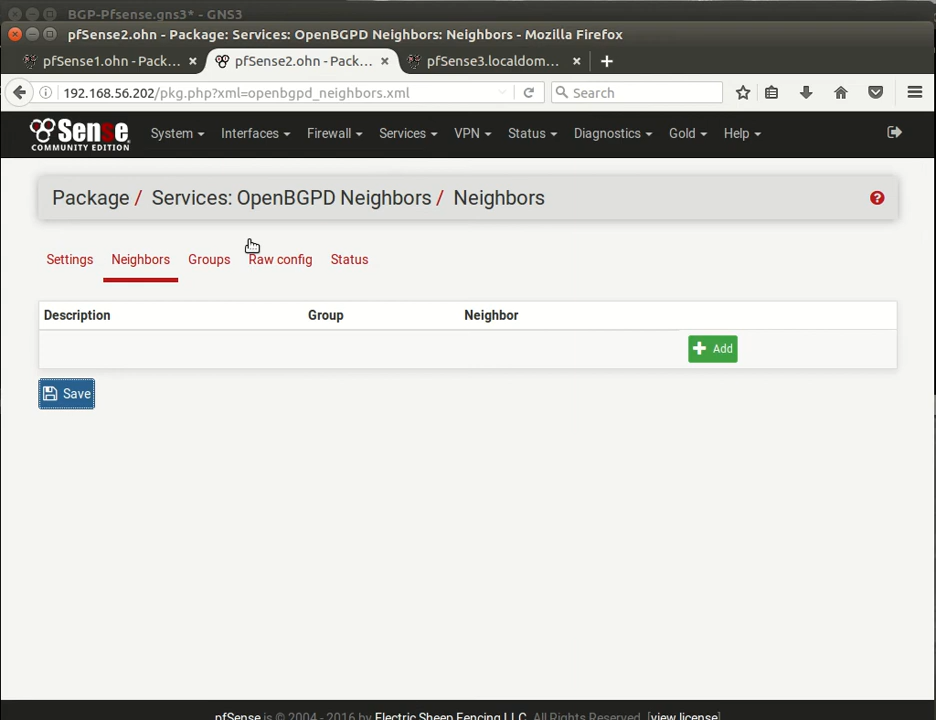 BGP-Pfsense.gns3* - GNS3
pfSense2.ohn - Package: Services: OpenBGPD Neighbors: Neighbors - Mozilla Firefox
pfSense1.ohn - Pack... × pfSense2.ohn - Pack... × pfSense3.localdom... × +
192.168.56.202/pkg.php?xml=openbgpd_neighbors.xml Search
Sense System Interfaces Firewall Services VPN Status Diagnostics Gold Help
COMMUNITY EDITION
Package / Services: OpenBGPD Neighbors / Neighbors ?
Settings Neighbors Groups Raw config Status
Description Group Neighbor
Add
Save
pfSense is © 2004 - 2016 by Electric Sheep Fencing LLC. All Rights Reserved. [view license]